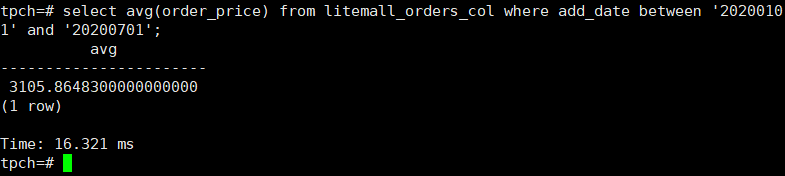 tpch=# select avg(order_price) from litemall_orders_col where add_date between '2020010
1' and '20200701';
avg
-----------------------
3105.8648300000000000
(1 row)
Time: 16.321 ms
tpch=#